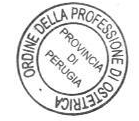 ORDINE DELLA PROFESSIONE DI OSTETRICA
PROVINCIA
DI
PERUGIA